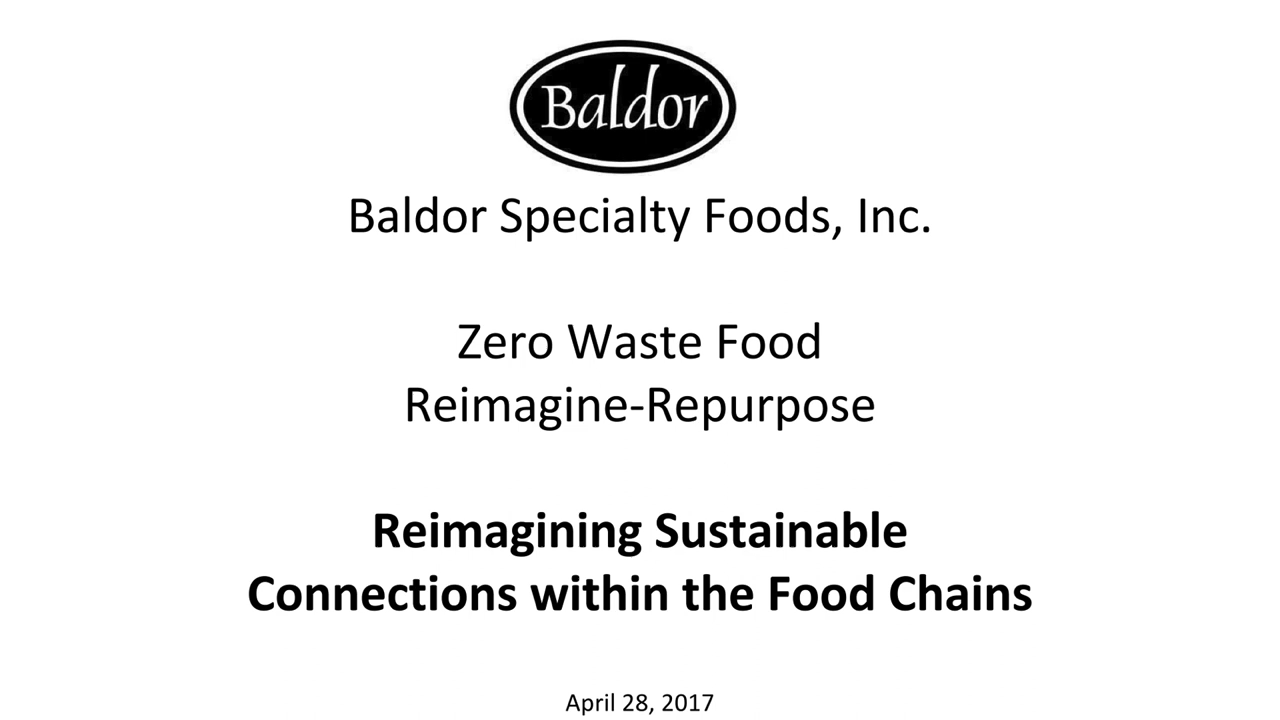 Baldor
Baldor Specialty Foods, Inc.
Zero Waste Food
Reimagine-Repurpose
Reimagining Sustainable
Connections within the Food Chains
April 28, 2017